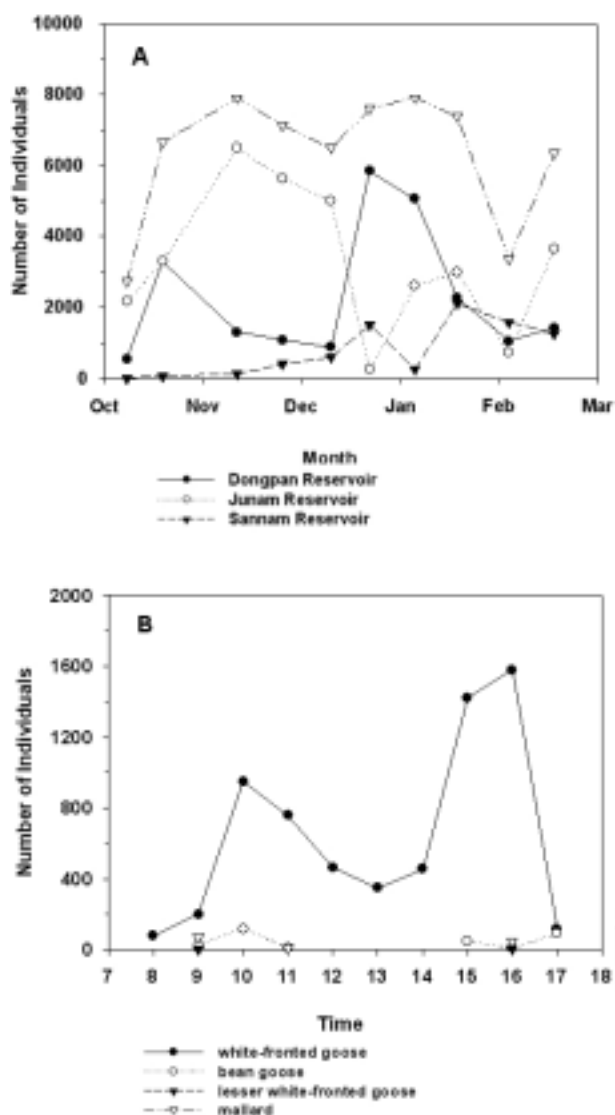 10000
A
8000
6000
4000
2000
0
Number of Individuals
Oct Nov Dec Jan Feb Mar
Month
Dongpan Reservoir
Junam Reservoir
Sannam Reservoir
2000
B
1600
1200
800
400
0
Number of Individuals
7 8 9 10 11 12 13 14 15 16 17 18
Time
white-fronted goose
bean goose
lesser white-fronted goose
mallard